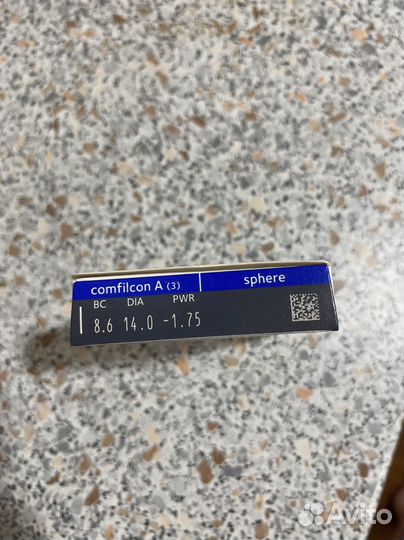 comfilcon A (3) sphere
BC DIA PWR
8.6 14.0 -1.75
Avito